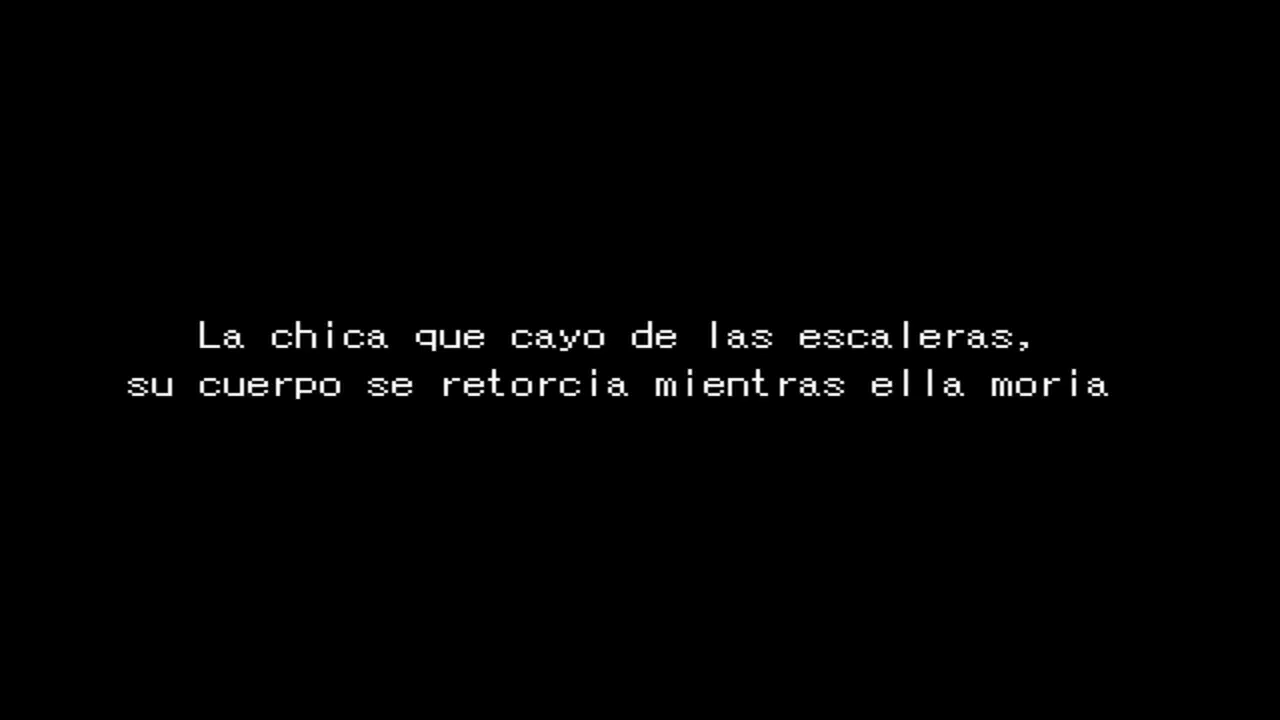 La chica que cayo de las escaleras,
su cuerpo se retorcia mientras ella moria